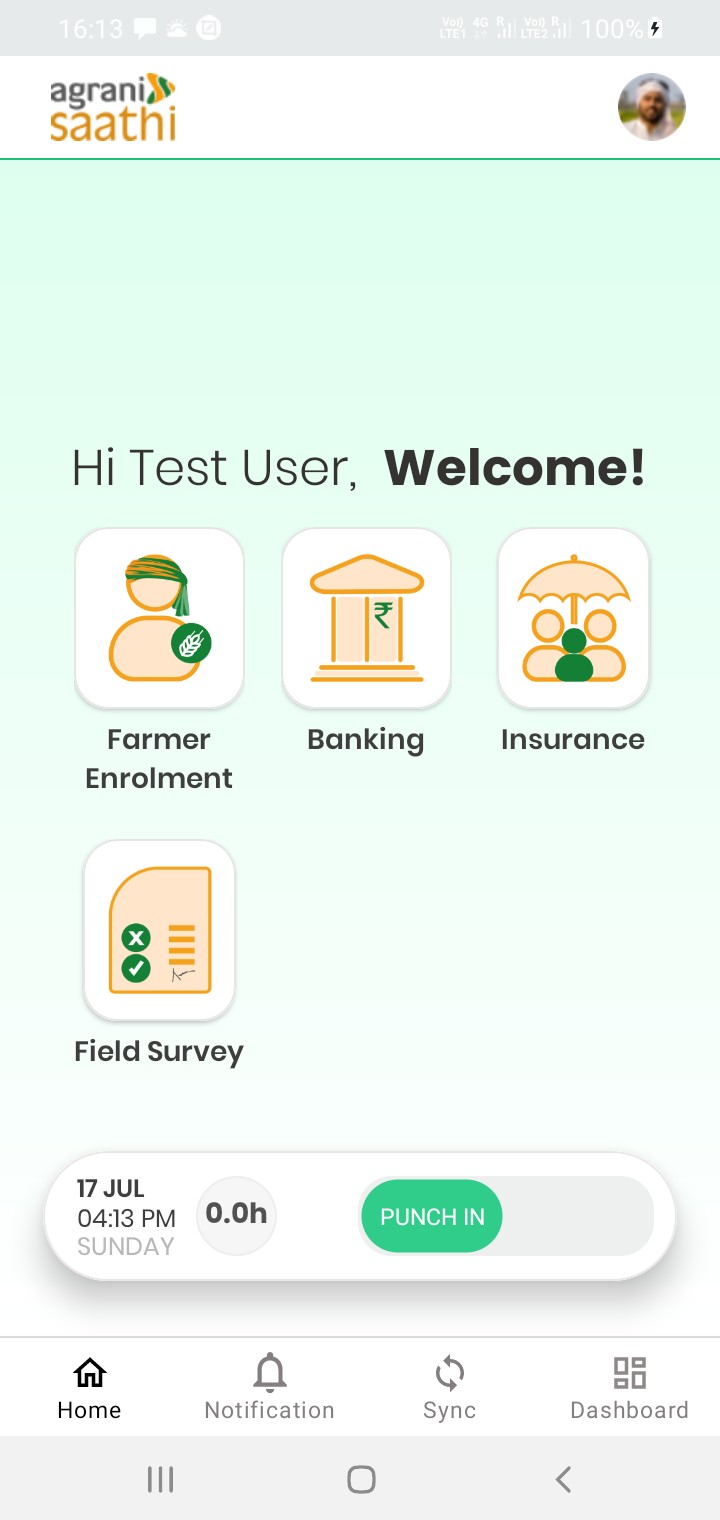 16:13
Vo)) 4G R Vo)) R 100%
LTE1 LTE2
agrani
saathi
Hi Test User, Welcome!
₹
Farmer
Enrolment
Banking
Insurance
Field Survey
17 JUL
04:13 PM
SUNDAY
0.0h
PUNCH IN
Home
Notification
Sync
Dashboard